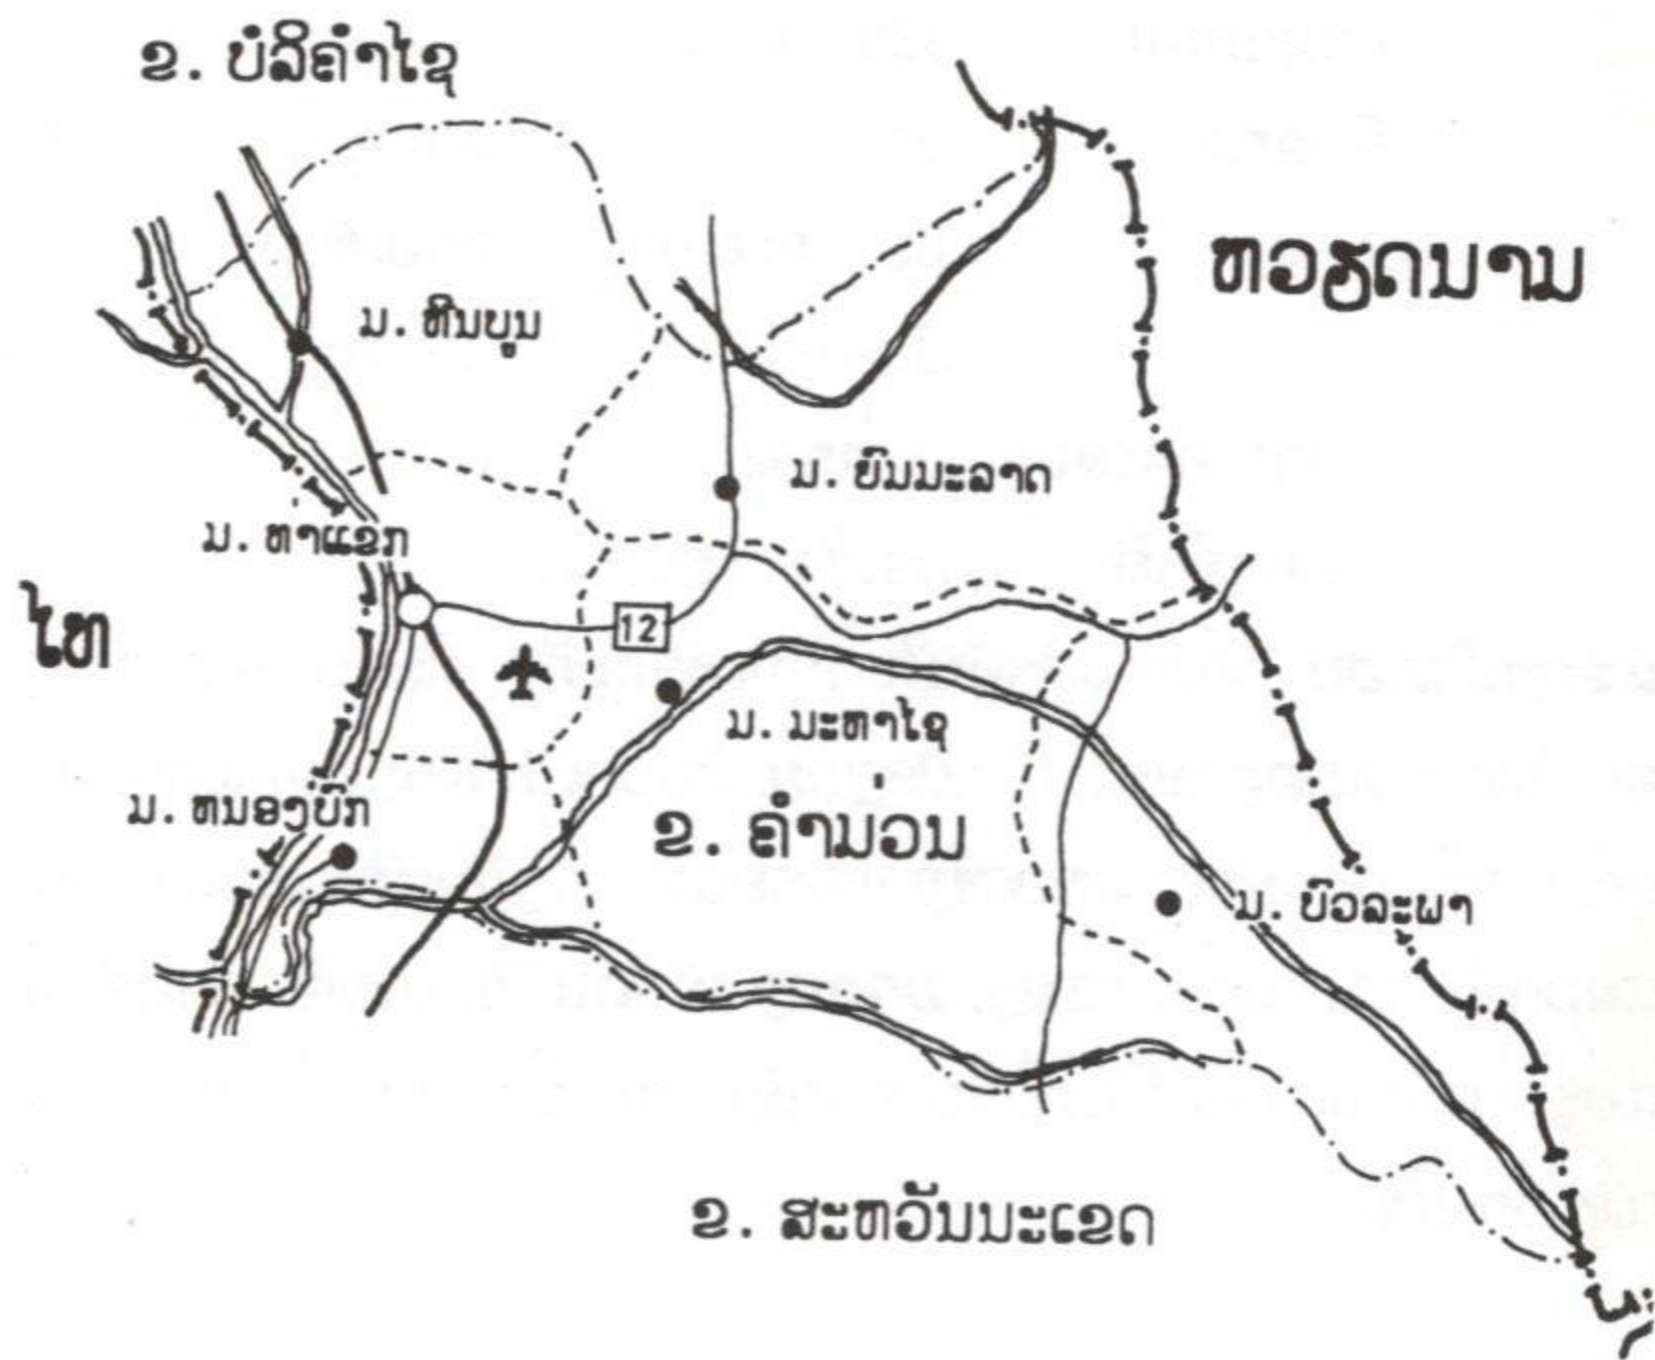 ຂ. ບໍລິຄຳໄຊ
ຫວຽດນາມ
ມ. ຫີນບູນ
ມ. ຍົມມະລາດ
ມ. ທາແຂກ
ໄທ
12
ມ. ມະຫາໄຊ
ມ. ຫນອງບົກ
ຂ. ຄຳມ່ວນ
ມ. ບົວລະພາ
ຂ. ສະຫວັນນະເຂດ